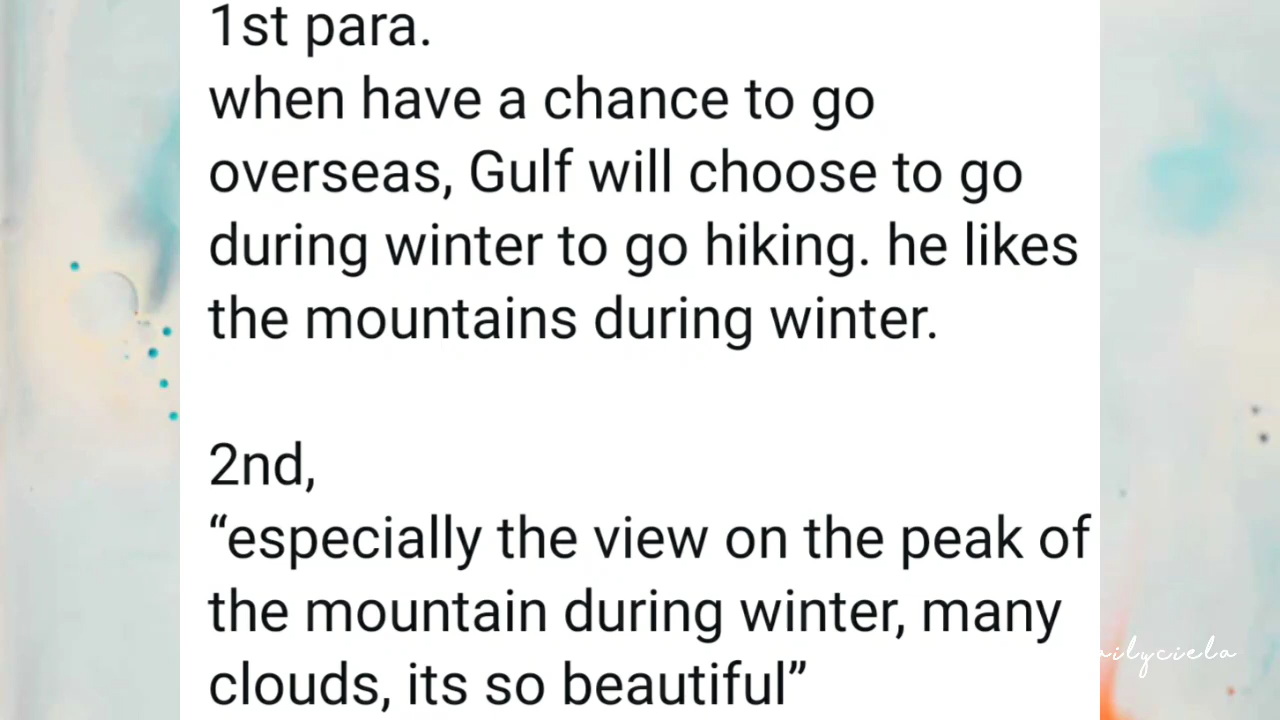 1st para.
when have a chance to go
overseas, Gulf will choose to go
during winter to go hiking. he likes
the mountains during winter.
2nd,
“especially the view on the peak of
the mountain during winter, many
clouds, its so beautiful”